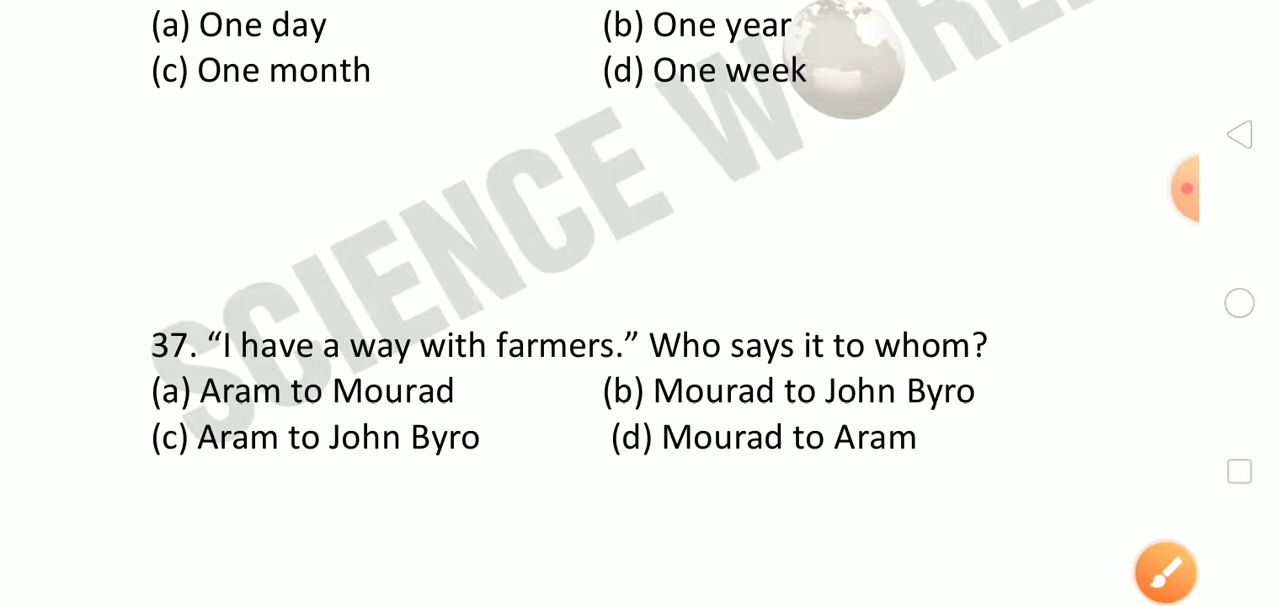 (a) One day (b) One year
(c) One month (d) One week
SCIENCE
37. “I have a way with farmers.” Who says it to whom?
(a) Aram to Mourad (b) Mourad to John Byro
(c) Aram to John Byro (d) Mourad to Aram